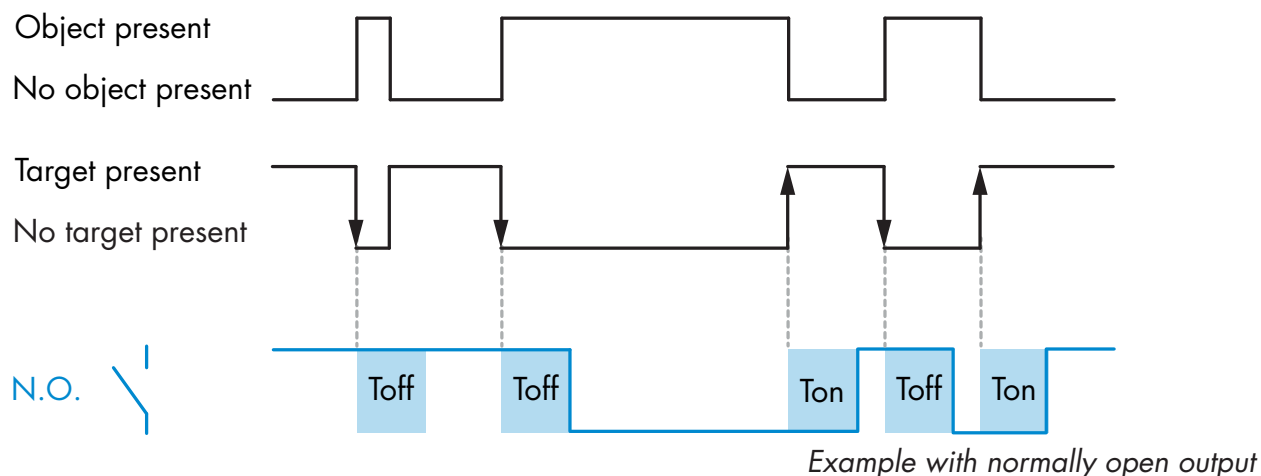 Object present
No object present
Target present
No target present
N.O.
Toff
Toff
Ton
Toff
Ton
Example with normally open output